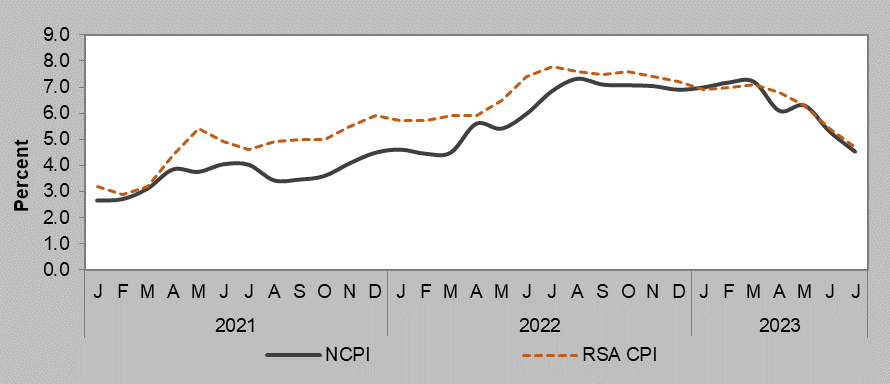 Percent
9.0
8.0
7.0
6.0
5.0
4.0
3.0
2.0
1.0
0.0
J F M A M J J A S O N D J F M A M J J A S O N D J F M A M J J
2021 2022 2023
NCPI RSA CPI